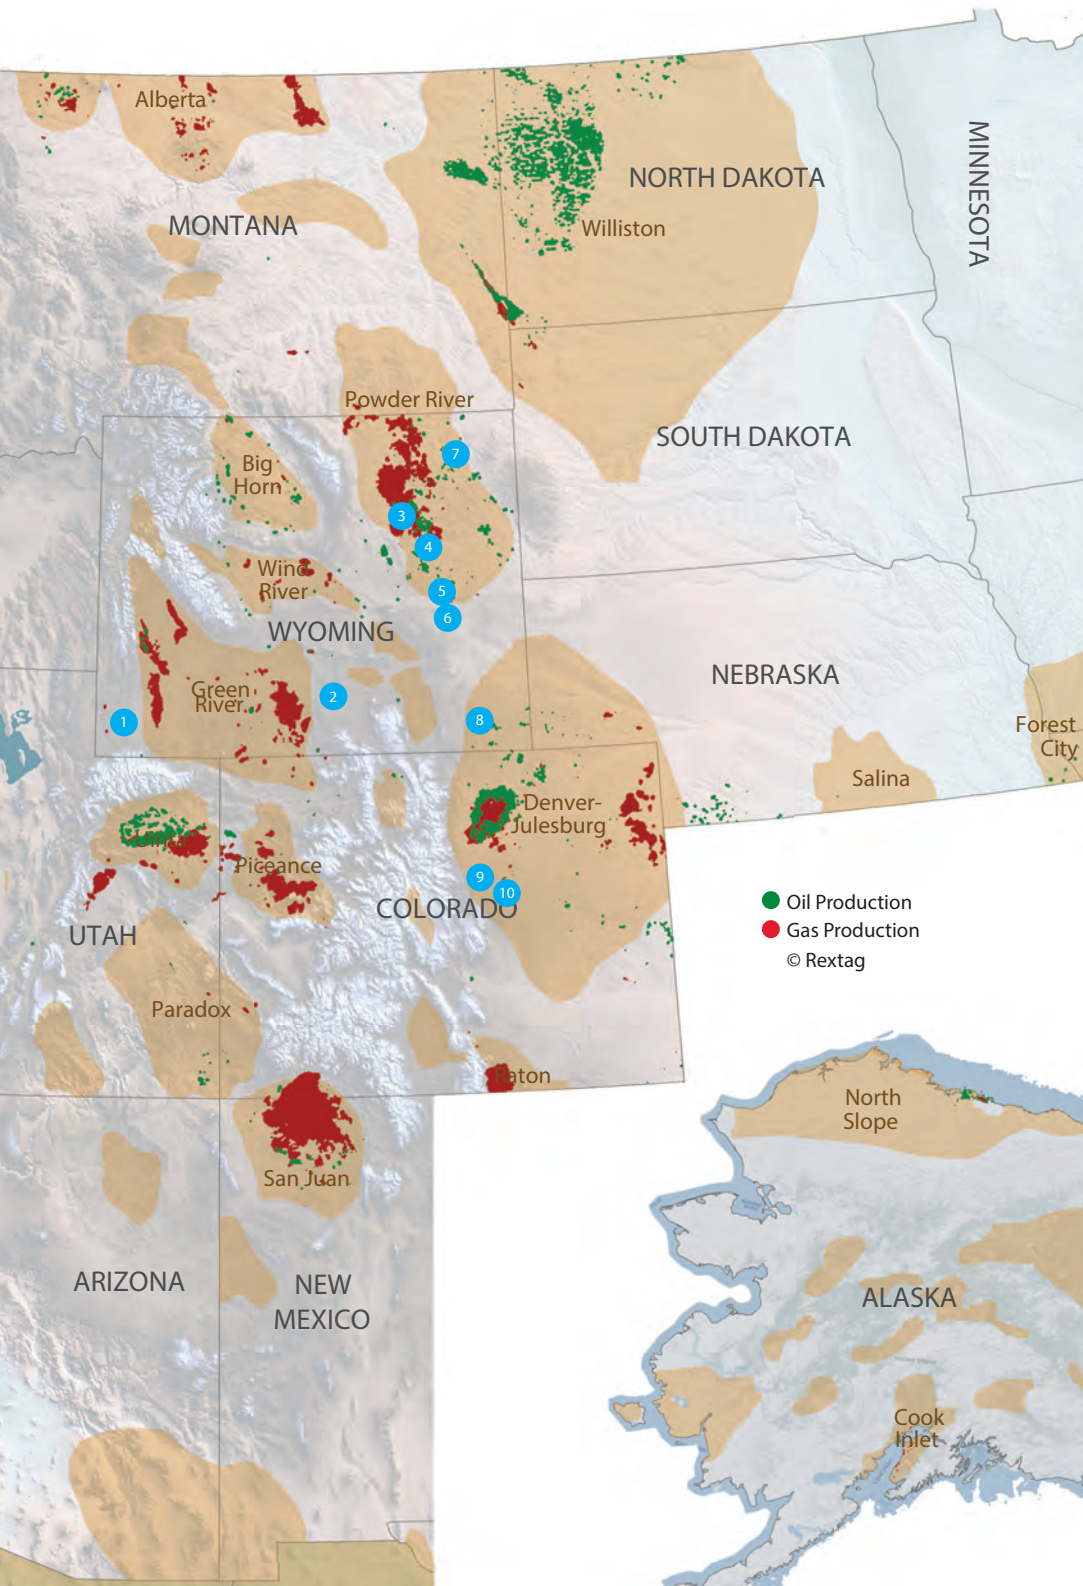 Alberta
MINNESOTA
NORTH DAKOTA
MONTANA
Williston
Powder River
SOUTH DAKOTA
7
Big
Horn
3
4
Wind
River
5
6
WYOMING
NEBRASKA
Green
River
2
1
8
Forest
City
Salina
Denver-
Julesburg
Uinta
Piceance
9
10
COLORADO
Oil Production
Gas Production
© Rextag
UTAH
Paradox
Raton
North
Slope
San Juan
ARIZONA
NEW
MEXICO
ALASKA
Cook
Inlet